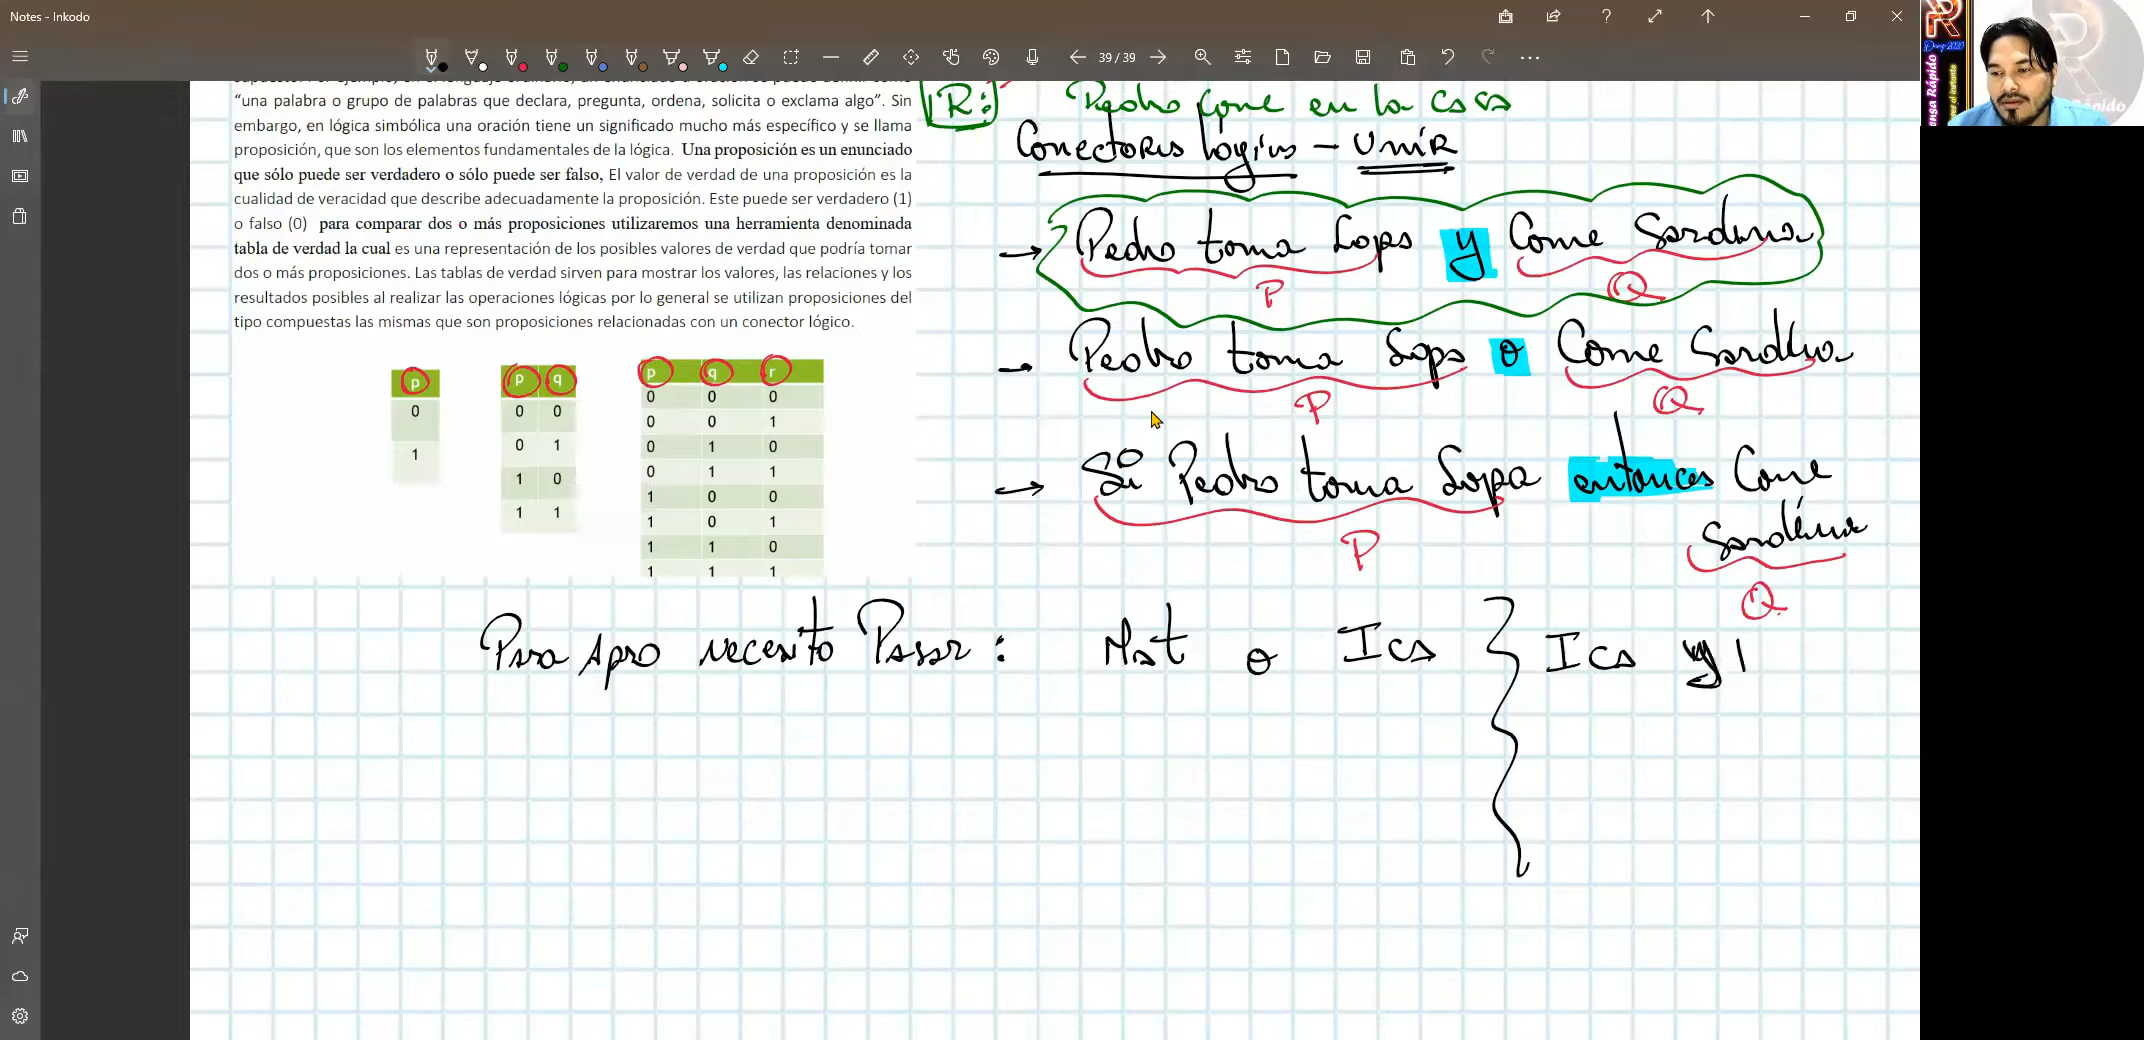 Notes - Inkodo
39 / 39
“una palabra o grupo de palabras que declara, pregunta, ordena, solicita o exclama algo”. Sin
embargo, en lógica simbólica una oración tiene un significado mucho más específico y se llama
proposición, que son los elementos fundamentales de la lógica. Una proposición es un enunciado
que sólo puede ser verdadero o sólo puede ser falso, El valor de verdad de una proposición es la
cualidad de veracidad que describe adecuadamente la proposición. Este puede ser verdadero (1)
o falso (0) para comparar dos o más proposiciones utilizaremos una herramienta denominada
tabla de verdad la cual es una representación de los posibles valores de verdad que podría tomar
dos o más proposiciones. Las tablas de verdad sirven para mostrar los valores, las relaciones y los
resultados posibles al realizar las operaciones lógicas por lo general se utilizan proposiciones del
tipo compuestas las mismas que son proposiciones relacionadas con un conector lógico.
p
0
1
p q
0 0
0 1
1 0
1 1
p q r
0 0 0
0 0 1
0 1 0
0 1 1
1 0 0
1 0 1
1 1 0
1 1 1
R: Pedro come en la casa
Conectores lógicos - Unir
→ Pedro toma Sopa y Come Sardina
P Q
→ Pedro toma Sopa o Come Sardina
P Q
→ Si Pedro toma Sopa entonces Come
Sardina
P
Q
Para Apro necesito Pasar: Mat o Ica Ica y